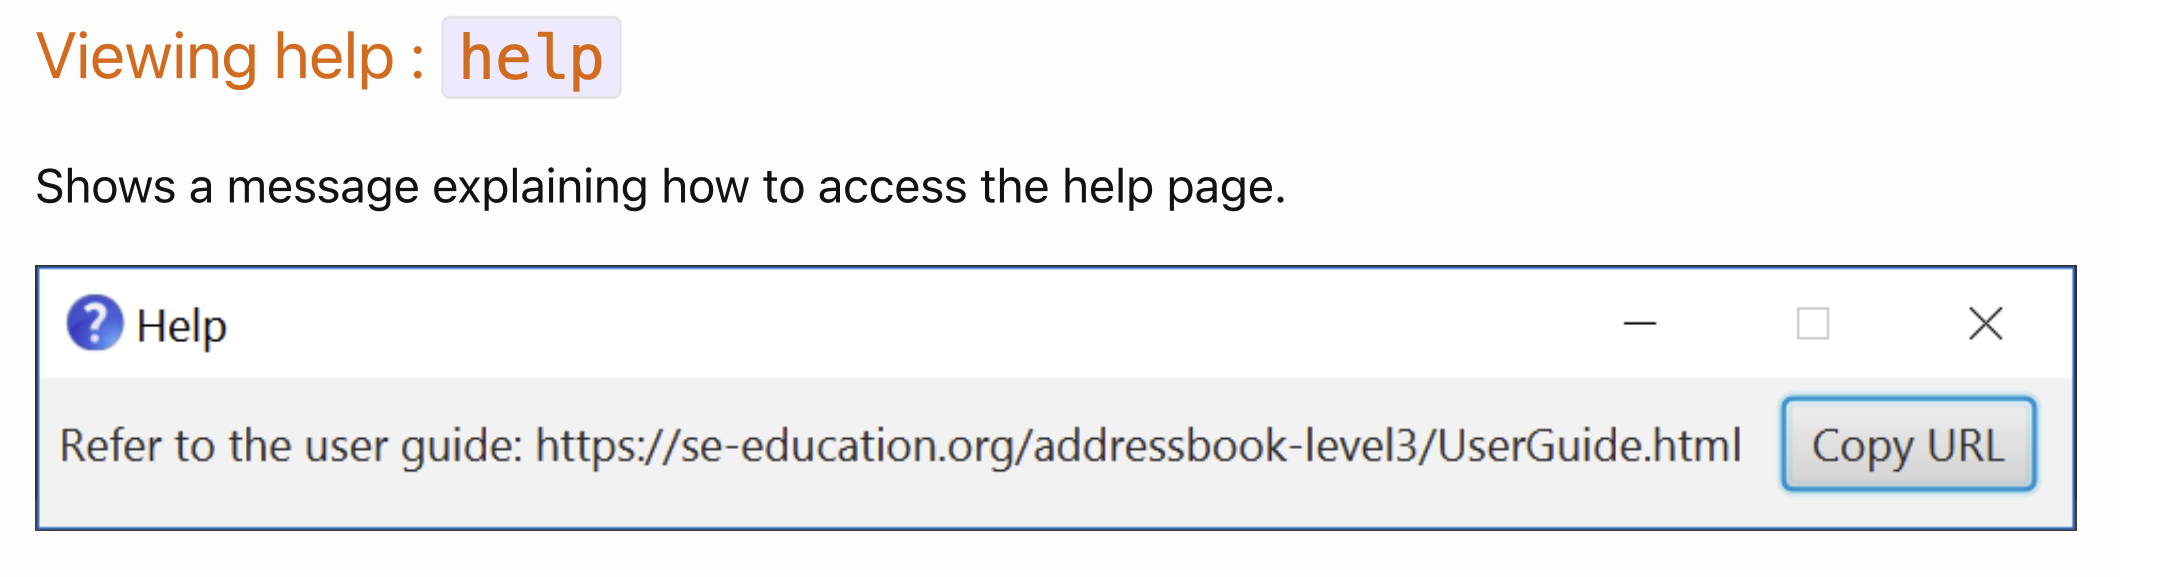 Viewing help : help
Shows a message explaining how to access the help page.
Help
Refer to the user guide: https://se-education.org/addressbook-level3/UserGuide.html Copy URL